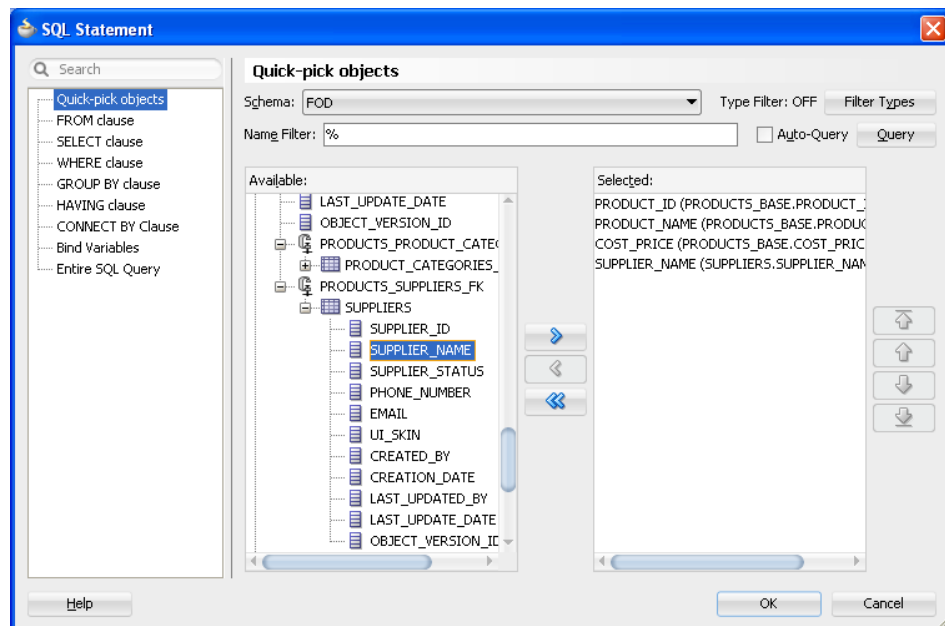 SQL Statement
Search
Quick-pick objects
FROM clause
SELECT clause
WHERE clause
GROUP BY clause
HAVING clause
CONNECT BY Clause
Bind Variables
Entire SQL Query
Quick-pick objects
Schema: FOD Type Filter: OFF Filter Types
Name Filter: % Auto-Query Query
Available:
LAST_UPDATE_DATE
OBJECT_VERSION_ID
PRODUCTS_PRODUCT_CATE
PRODUCT_CATEGORIES_
PRODUCTS_SUPPLIERS_FK
SUPPLIERS
SUPPLIER_ID
SUPPLIER_NAME
SUPPLIER_STATUS
PHONE_NUMBER
EMAIL
UI_SKIN
CREATED_BY
CREATION_DATE
LAST_UPDATED_BY
LAST_UPDATE_DATE
OBJECT_VERSION_ID
Selected:
PRODUCT_ID (PRODUCTS_BASE.PRODUCT_
PRODUCT_NAME (PRODUCTS_BASE.PRODUC
COST_PRICE (PRODUCTS_BASE.COST_PRIC
SUPPLIER_NAME (SUPPLIERS.SUPPLIER_NAM
Help OK Cancel